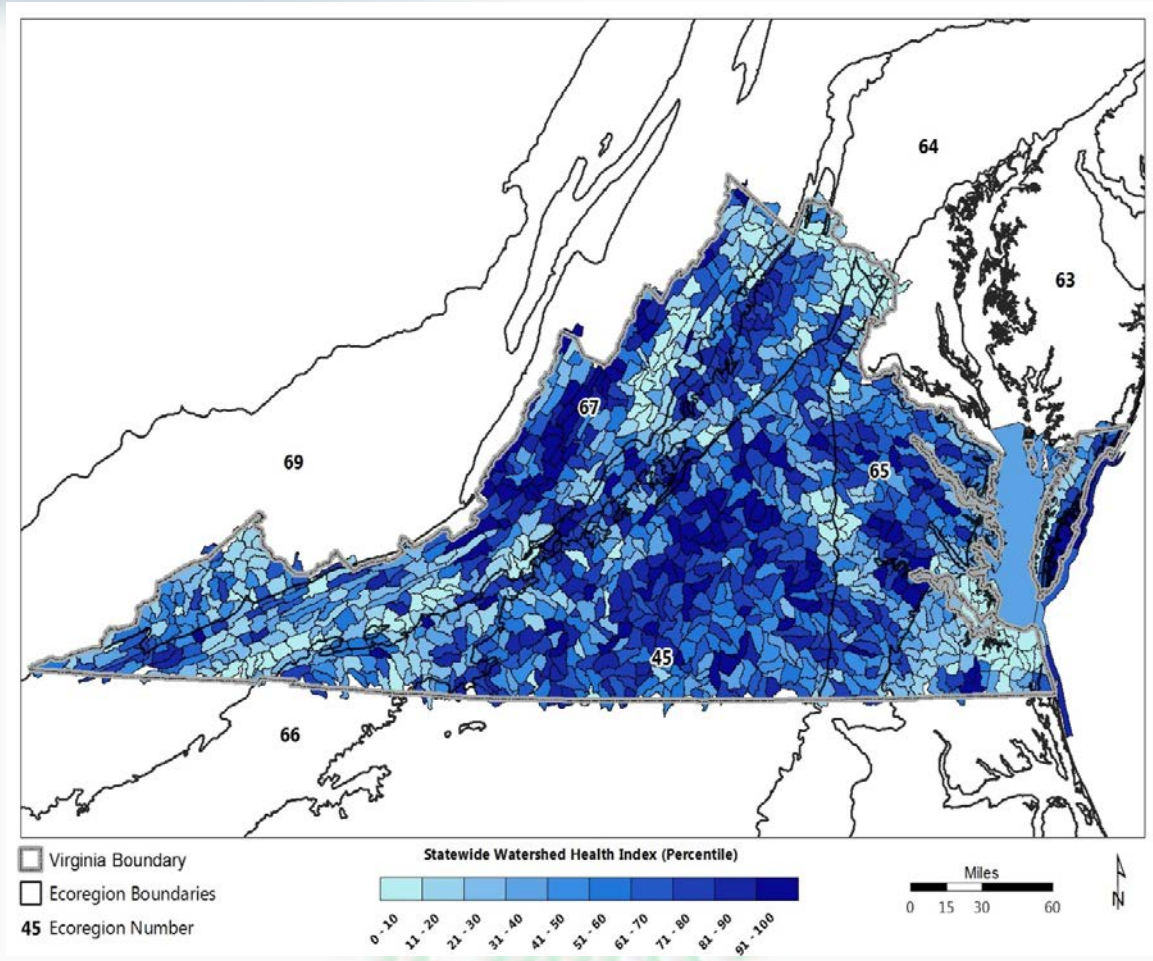 64
63
67
69
65
45
66
Virginia Boundary
Ecoregion Boundaries
45 Ecoregion Number
Statewide Watershed Health Index (Percentile)
0 - 10
11 - 20
21 - 30
31 - 40
41 - 50
51 - 60
61 - 70
71 - 80
81 - 90
91 - 100
Miles
0 15 30 60
N